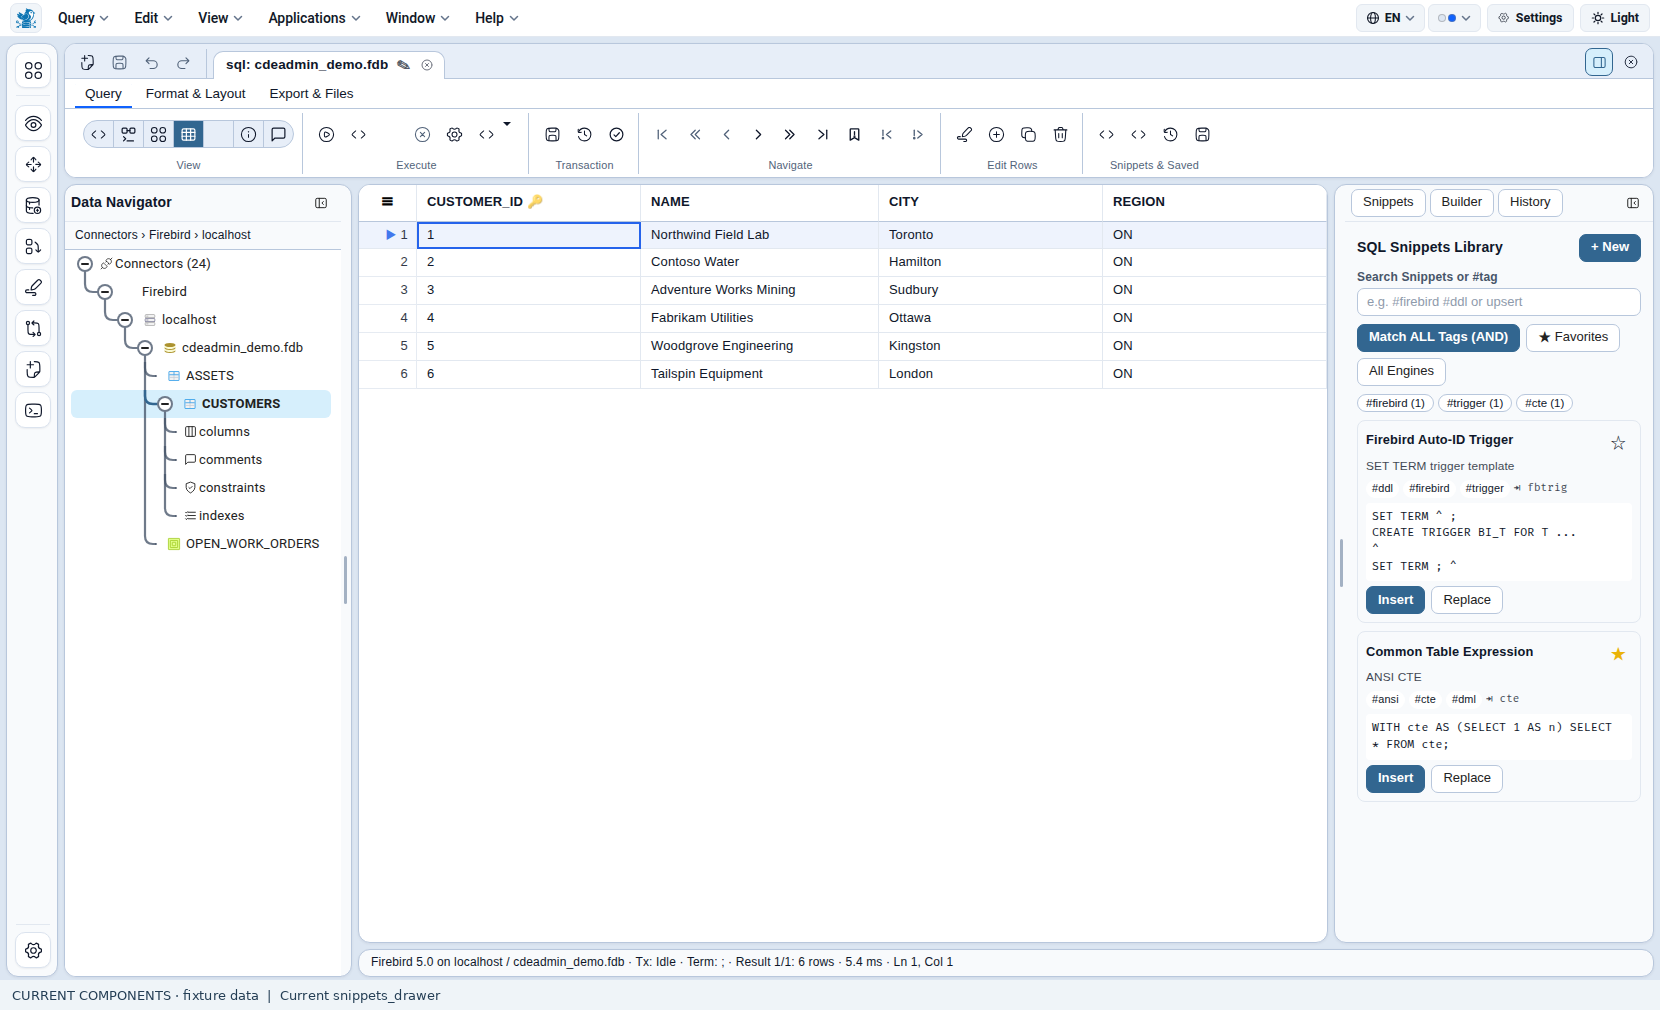 Query Edit View Applications Window Help EN Settings Light
sql: cdeadmin_demo.fdb
Query Format & Layout Export & Files
View Execute Transaction Navigate Edit Rows Snippets & Saved
Data Navigator
Connectors › Firebird › localhost
Connectors (24)
Firebird
localhost
cdeadmin_demo.fdb
ASSETS
CUSTOMERS
columns
comments
constraints
indexes
OPEN_WORK_ORDERS
CUSTOMER_ID NAME CITY REGION
1 1 Northwind Field Lab Toronto ON
2 2 Contoso Water Hamilton ON
3 3 Adventure Works Mining Sudbury ON
4 4 Fabrikam Utilities Ottawa ON
5 5 Woodgrove Engineering Kingston ON
6 6 Tailspin Equipment London ON
Snippets Builder History
SQL Snippets Library + New
Search Snippets or #tag
e.g. #firebird #ddl or upsert
Match ALL Tags (AND) ★ Favorites
All Engines
#firebird (1) #trigger (1) #cte (1)
Firebird Auto-ID Trigger ☆
SET TERM trigger template
#ddl #firebird #trigger ⇥ fbtrig
SET TERM ^ ;
CREATE TRIGGER BI_T FOR T ...
^
SET TERM ; ^
Insert Replace
Common Table Expression ★
ANSI CTE
#ansi #cte #dml ⇥ cte
WITH cte AS (SELECT 1 AS n) SELECT
* FROM cte;
Insert Replace
Firebird 5.0 on localhost / cdeadmin_demo.fdb · Tx: Idle · Term: ; · Result 1/1: 6 rows · 5.4 ms · Ln 1, Col 1
CURRENT COMPONENTS · fixture data | Current snippets_drawer